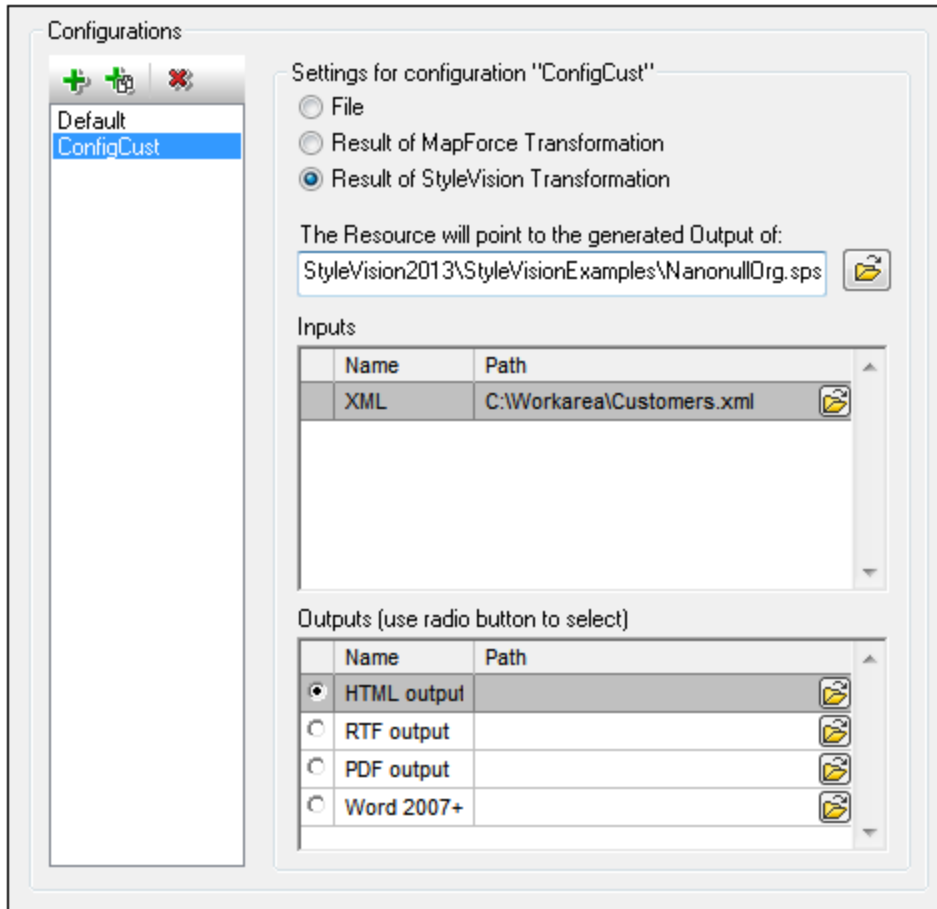 Configurations
Settings for configuration "ConfigCust"
Default
ConfigCust
File
Result of MapForce Transformation
Result of StyleVision Transformation
The Resource will point to the generated Output of:
StyleVision2013\StyleVisionExamples\NanonullOrg.sps
Inputs
Name Path
XML C:\Workarea\Customers.xml
Outputs (use radio button to select)
Name Path
HTML output
RTF output
PDF output
Word 2007+